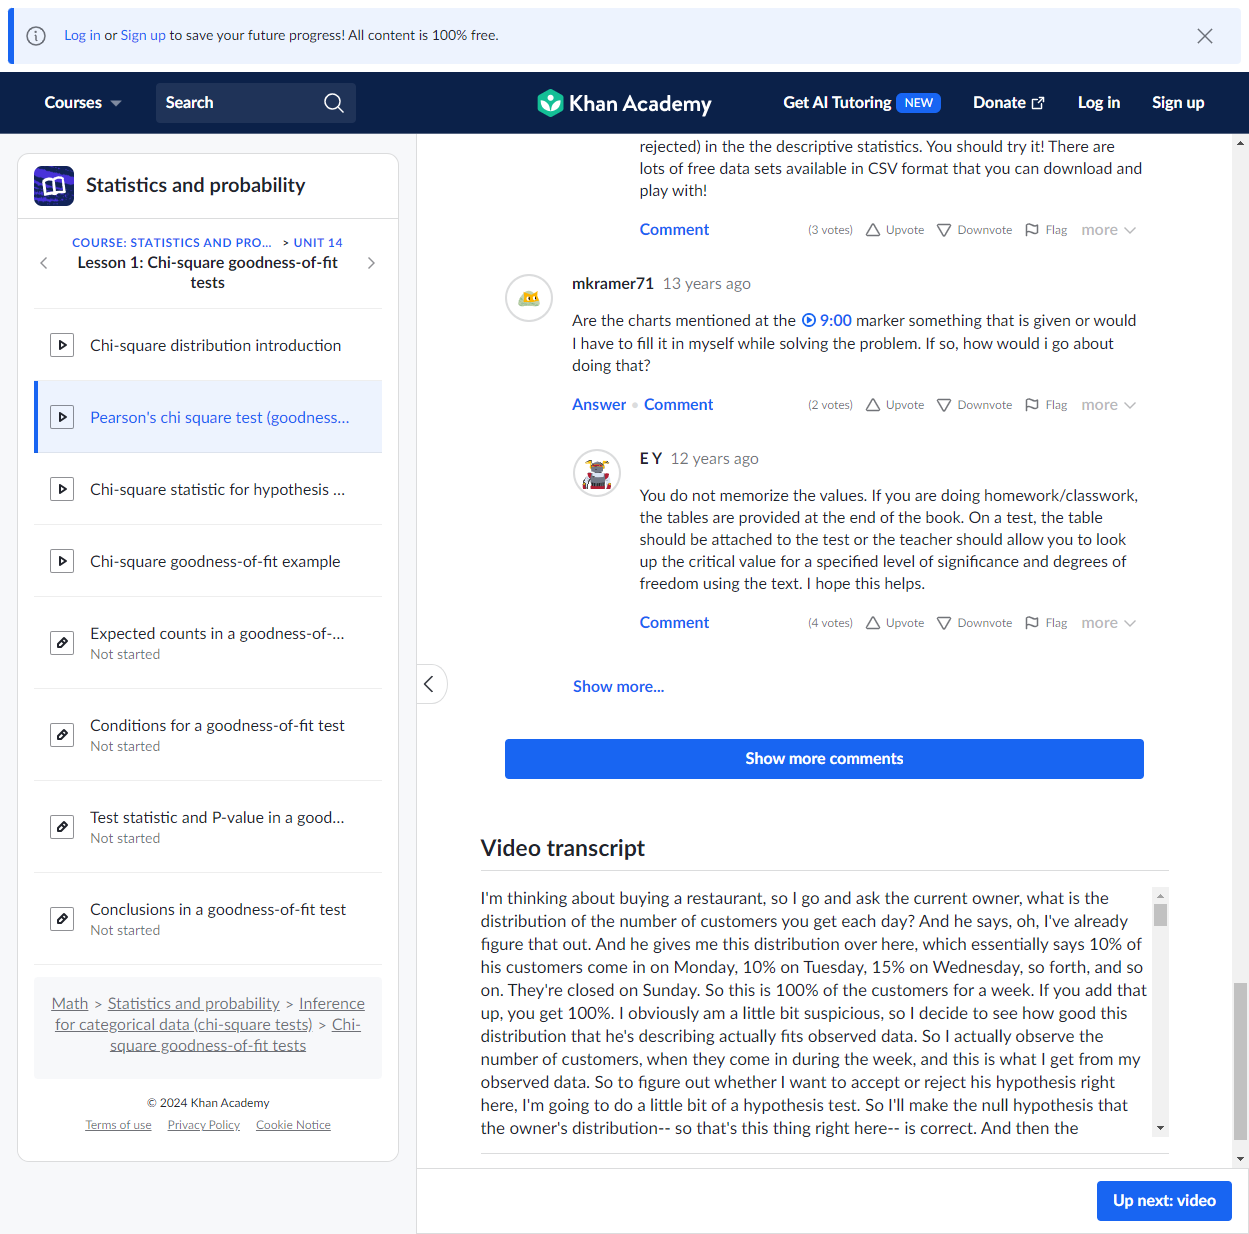 Log in or Sign up to save your future progress! All content is 100% free.
Courses
Search
Khan Academy
Get AI Tutoring NEW
Donate
Log in
Sign up
Statistics and probability
COURSE: STATISTICS AND PRO... > UNIT 14
Lesson 1: Chi-square goodness-of-fit
tests
Chi-square distribution introduction
Pearson's chi square test (goodness...
Chi-square statistic for hypothesis ...
Chi-square goodness-of-fit example
Expected counts in a goodness-of-...
Not started
Conditions for a goodness-of-fit test
Not started
Test statistic and P-value in a good...
Not started
Conclusions in a goodness-of-fit test
Not started
Math > Statistics and probability > Inference
for categorical data (chi-square tests) > Chi-
square goodness-of-fit tests
© 2024 Khan Academy
Terms of use Privacy Policy Cookie Notice
rejected) in the the descriptive statistics. You should try it! There are
lots of free data sets available in CSV format that you can download and
play with!
Comment (3 votes) Upvote Downvote Flag more
mkramer71 13 years ago
Are the charts mentioned at the 9:00 marker something that is given or would
I have to fill it in myself while solving the problem. If so, how would i go about
doing that?
Answer • Comment (2 votes) Upvote Downvote Flag more
E Y 12 years ago
You do not memorize the values. If you are doing homework/classwork,
the tables are provided at the end of the book. On a test, the table
should be attached to the test or the teacher should allow you to look
up the critical value for a specified level of significance and degrees of
freedom using the text. I hope this helps.
Comment (4 votes) Upvote Downvote Flag more
Show more...
Show more comments
Video transcript
I'm thinking about buying a restaurant, so I go and ask the current owner, what is the
distribution of the number of customers you get each day? And he says, oh, I've already
figure that out. And he gives me this distribution over here, which essentially says 10% of
his customers come in on Monday, 10% on Tuesday, 15% on Wednesday, so forth, and so
on. They're closed on Sunday. So this is 100% of the customers for a week. If you add that
up, you get 100%. I obviously am a little bit suspicious, so I decide to see how good this
distribution that he's describing actually fits observed data. So I actually observe the
number of customers, when they come in during the week, and this is what I get from my
observed data. So to figure out whether I want to accept or reject his hypothesis right
here, I'm going to do a little bit of a hypothesis test. So I'll make the null hypothesis that
the owner's distribution-- so that's this thing right here-- is correct. And then the
Up next: video